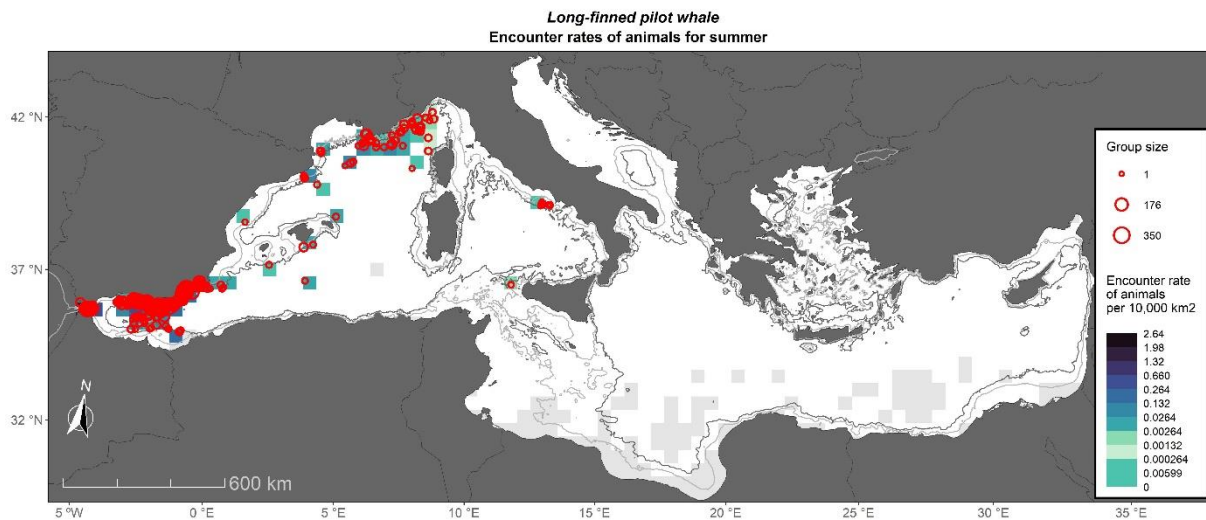 Long-finned pilot whale
Encounter rates of animals for summer
42 °N
37 °N
32 °N
N
600 km
5 °W
0 °E
5 °E
10 °E
15 °E
20 °E
25 °E
30 °E
35 °E
Group size
1
176
350
Encounter rate
of animals
per 10,000 km2
2.64
1.98
1.32
0.660
0.264
0.132
0.0264
0.00264
0.00132
0.000264
0.00599
0